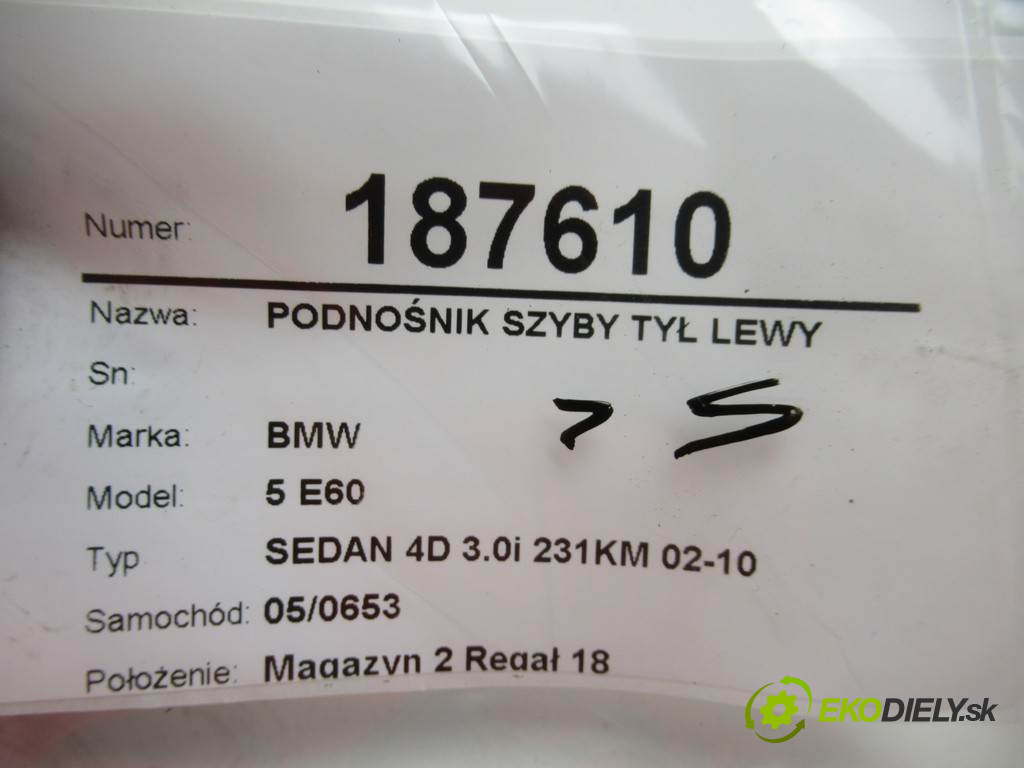 Numer: 187610
Nazwa: PODNOŚNIK SZYBY TYŁ LEWY
Sn:
Marka: BMW
Model: 5 E60
Typ SEDAN 4D 3.0i 231KM 02-10
Samochód: 05/0653
Położenie: Magazyn 2 Regał 18
EKODIELY.sk